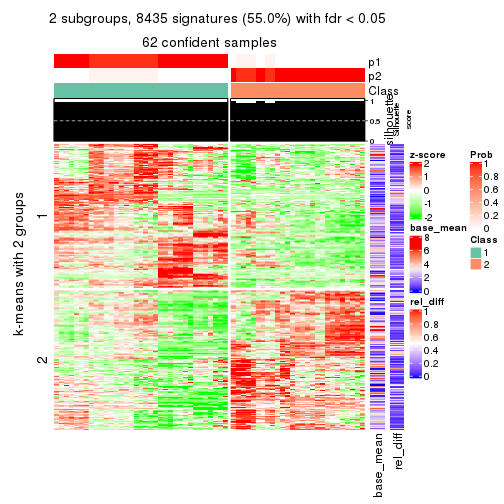 2 subgroups, 8435 signatures (55.0%) with fdr < 0.05
62 confident samples
p1
p2
Class
1
0.5
0
silhouette
Silhouette
score
k-means with 2 groups
1
2
base_mean
rel_diff
z-score
2
1
0
-1
-2
base_mean
8
6
4
2
0
rel_diff
1
0.8
0.6
0.4
0.2
0
Prob
1
0.8
0.6
0.4
0.2
0
Class
1
2